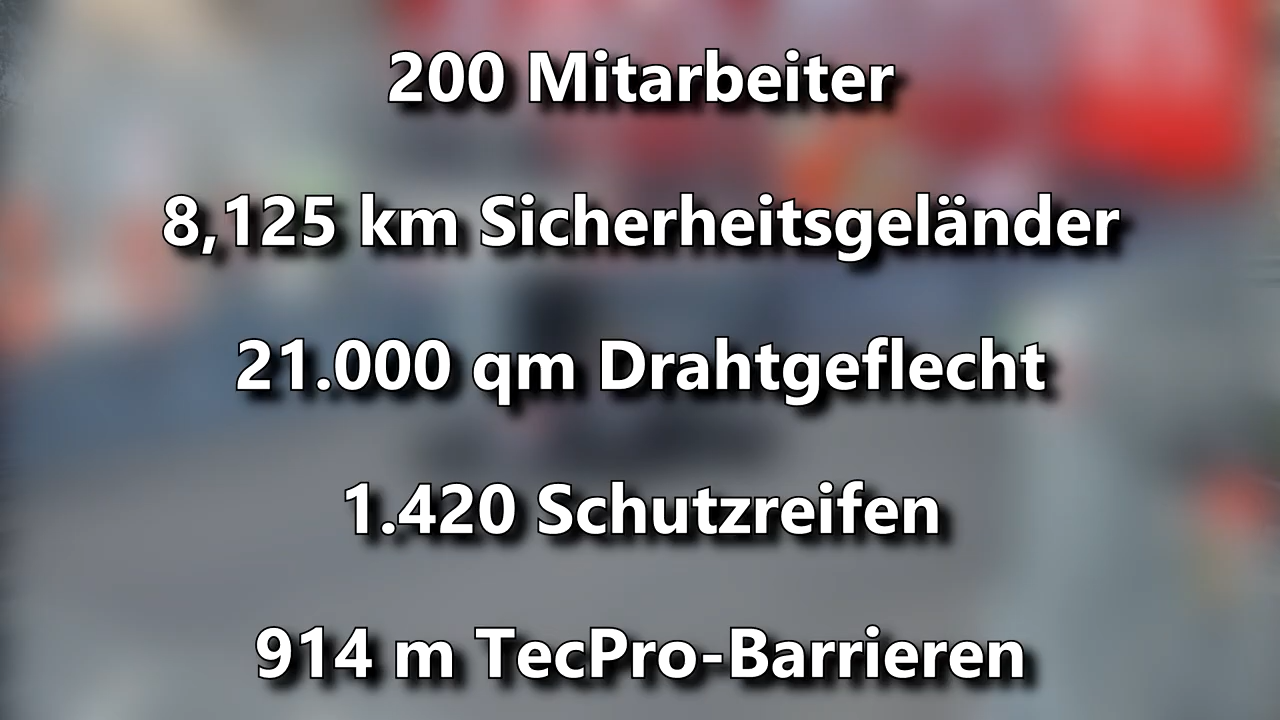 200 Mitarbeiter
8,125 km Sicherheitsgeländer
21.000 qm Drahtgeflecht
1.420 Schutzreifen
914 m TecPro-Barrieren